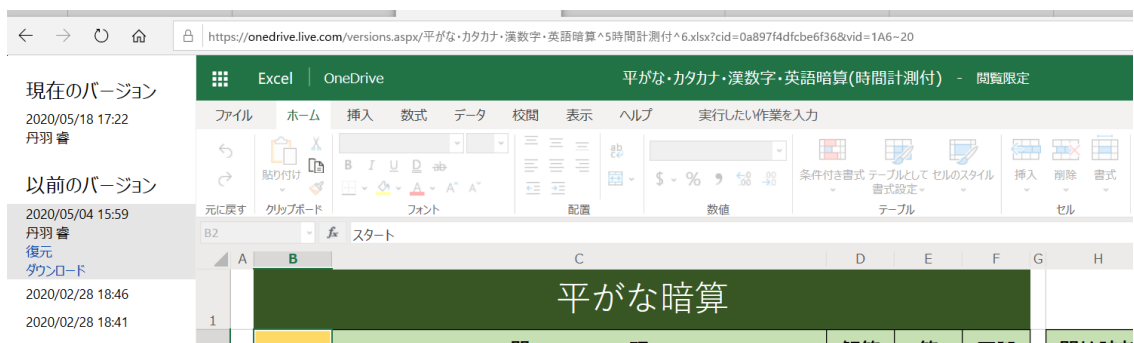 https://onedrive.live.com/versions.aspx/平がな・カタカナ・漢数字・英語暗算^5時間計測付^6.xlsx?cid=0a897f4dfcbe6f36&vid=1A6~20
現在のバージョン
2020/05/18 17:22
丹羽 睿
以前のバージョン
2020/05/04 15:59
丹羽 睿
復元
ダウンロード
2020/02/28 18:46
2020/02/28 18:41
Excel OneDrive 平がな・カタカナ・漢数字・英語暗算(時間計測付) - 閲覧限定
ファイル ホーム 挿入 数式 データ 校閲 表示 ヘルプ 実行したい作業を入力
貼り付け
B I U D ab
A A^ A˅
ab
$ % 9
条件付き書式 テーブルとして書式設定 セルのスタイル 挿入 削除 書式
元に戻す クリップボード フォント 配置 数値 テーブル セル
B2 fx スタート
A B C D E F G H
1 平がな暗算